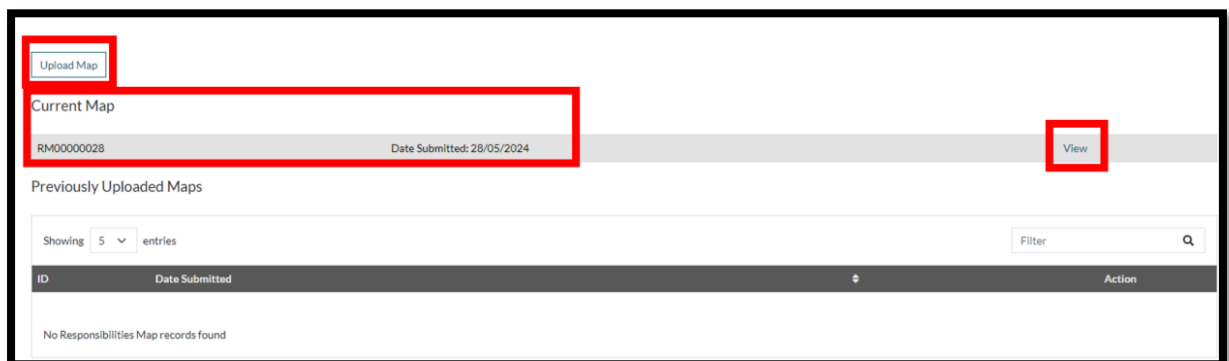 Upload Map
Current Map
RM00000028 Date Submitted: 28/05/2024 View
Previously Uploaded Maps
Showing 5 entries Filter
ID Date Submitted Action
No Responsibilities Map records found